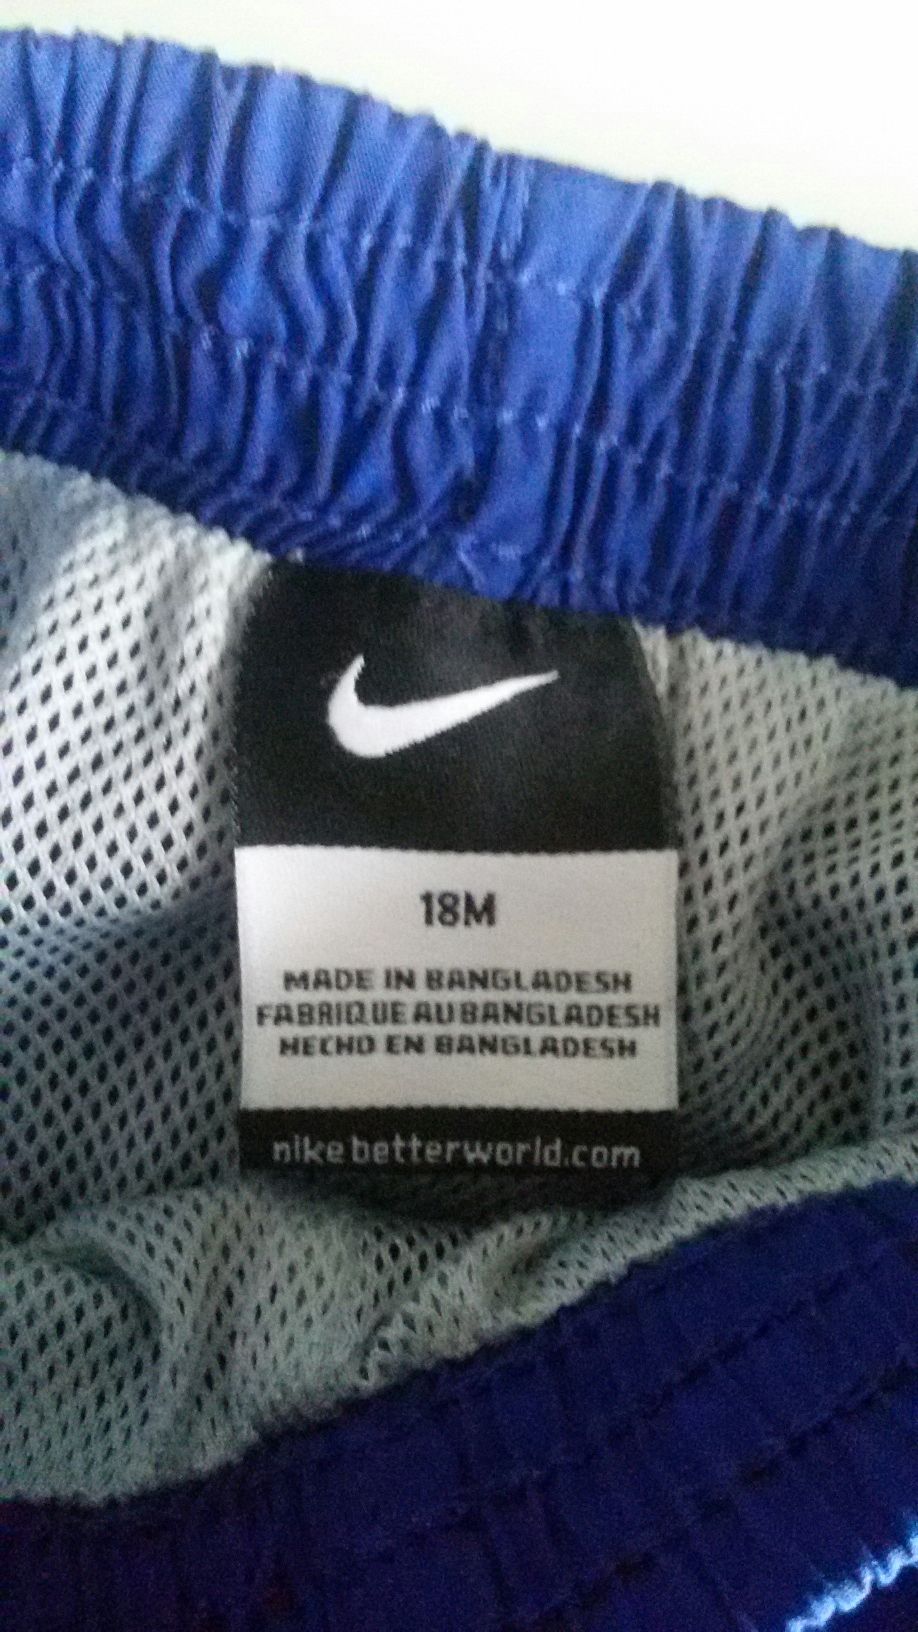 18M
MADE IN BANGLADESH
FABRIQUE AU BANGLADESH
HECHO EN BANGLADESH
nikebetterworld.com